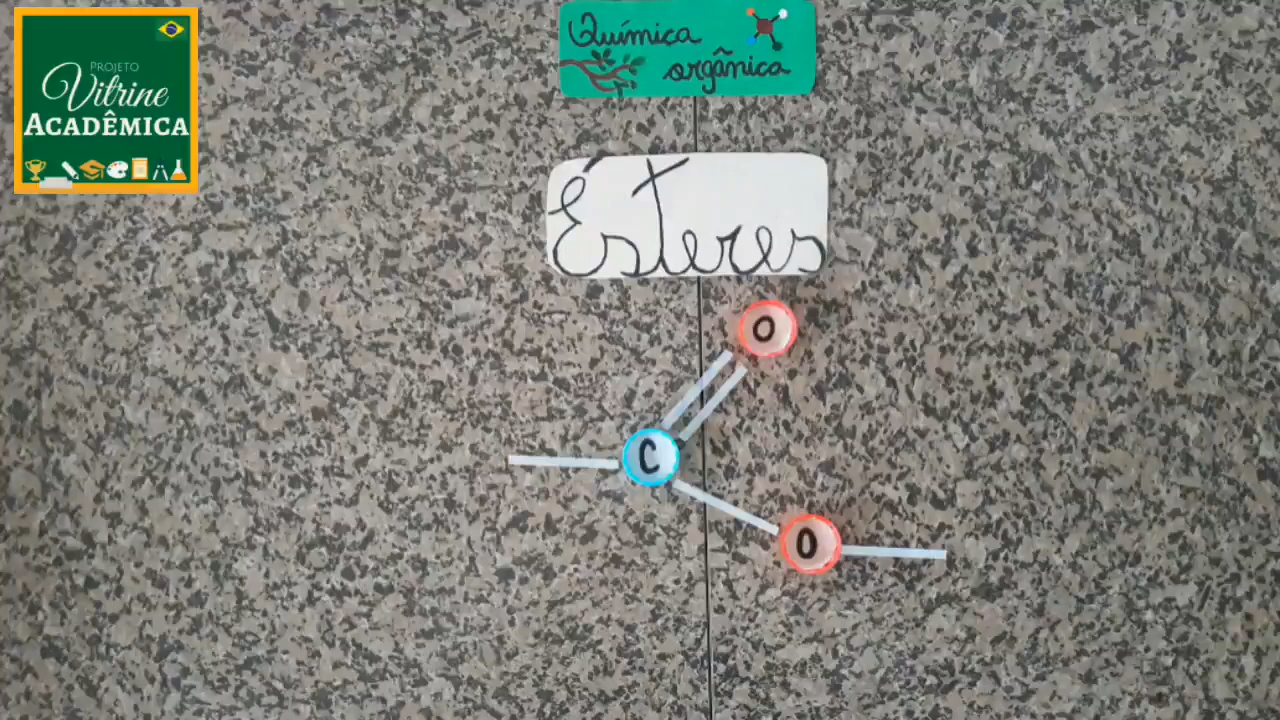 PROJETO
Vitrine
ACADÊMICA
Química
orgânica
Ésteres
O
C
O